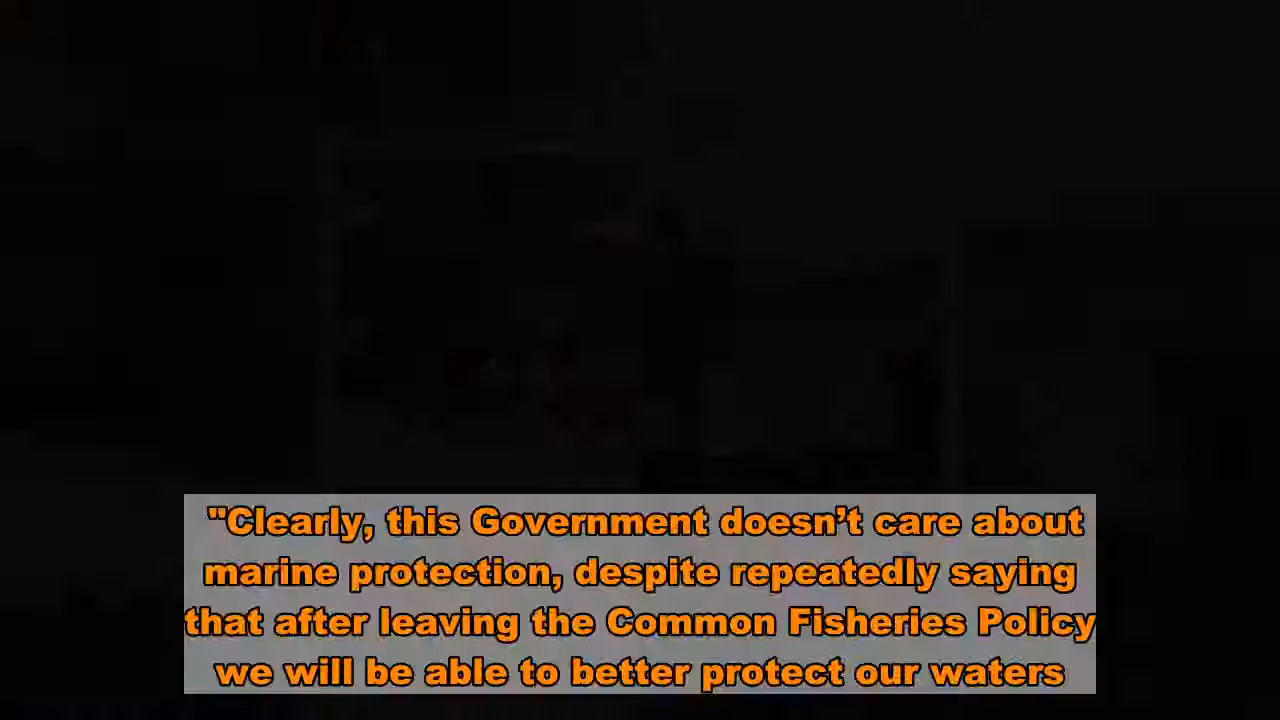 "Clearly, this Government doesn’t care about
marine protection, despite repeatedly saying
that after leaving the Common Fisheries Policy
we will be able to better protect our waters